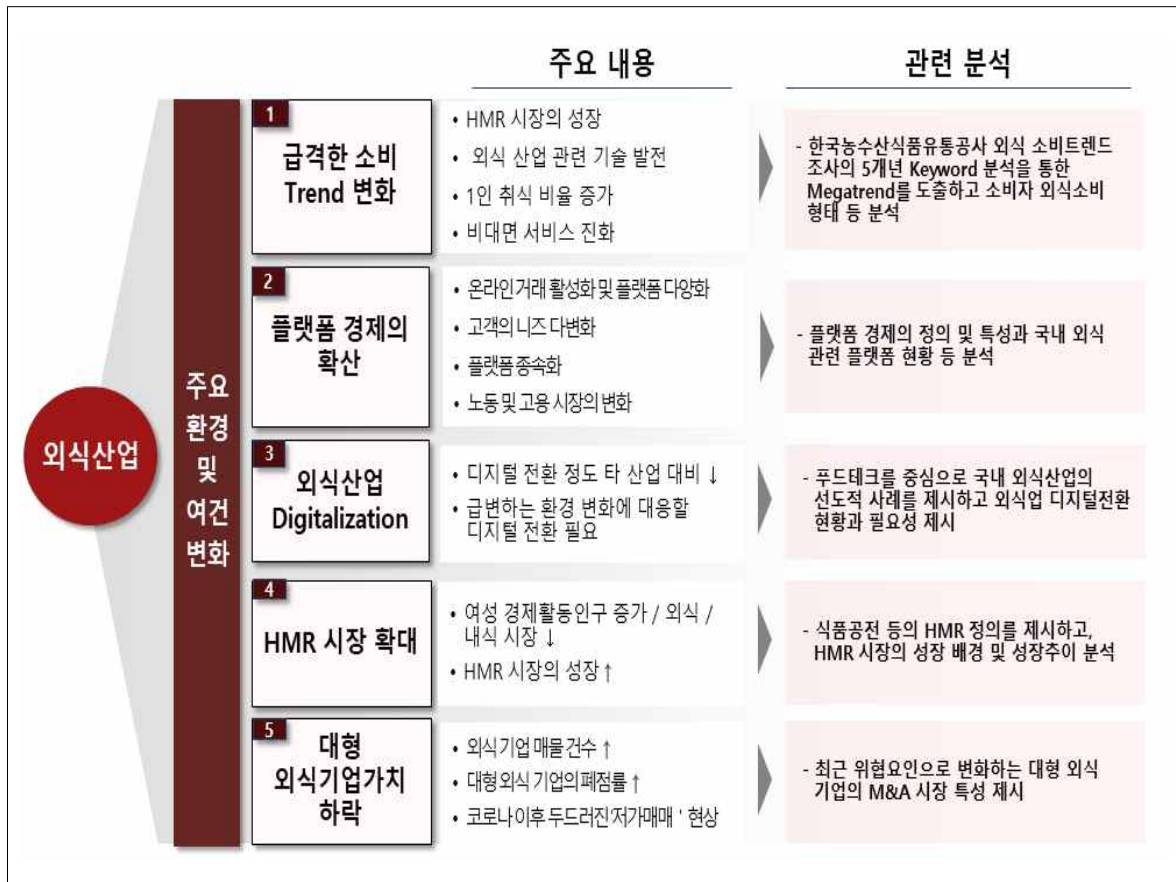 주요 내용
관련 분석
외식산업
주요
환경
및
여건
변화
1
급격한 소비
Trend 변화
• HMR 시장의 성장
• 외식 산업 관련 기술 발전
• 1인 취식 비율 증가
• 비대면 서비스 진화
- 한국농수산식품유통공사 외식 소비트렌드
조사의 5개년 Keyword 분석을 통한
Megatrend를 도출하고 소비자 외식소비
형태 등 분석
2
플랫폼 경제의
확산
• 온라인거래 활성화 및 플랫폼 다양화
• 고객의 니즈 다변화
• 플랫폼 종속화
• 노동 및 고용 시장의 변화
- 플랫폼 경제의 정의 및 특성과 국내 외식
관련 플랫폼 현황 등 분석
3
외식산업
Digitalization
• 디지털 전환 정도 타 산업 대비 ↓
• 급변하는 환경 변화에 대응할
디지털 전환 필요
- 푸드테크를 중심으로 국내 외식산업의
선도적 사례를 제시하고 외식업 디지털전환
현황과 필요성 제시
4
HMR 시장 확대
• 여성 경제활동인구 증가 / 외식 /
내식 시장 ↓
• HMR 시장의 성장 ↑
- 식품공전 등의 HMR 정의를 제시하고,
HMR 시장의 성장 배경 및 성장추이 분석
5
대형
외식기업가치
하락
• 외식기업 매물 건수 ↑
• 대형 외식 기업의 폐점률 ↑
• 코로나 이후 두드러진'저가매매 ' 현상
- 최근 위협요인으로 변화하는 대형 외식
기업의 M&A 시장 특성 제시